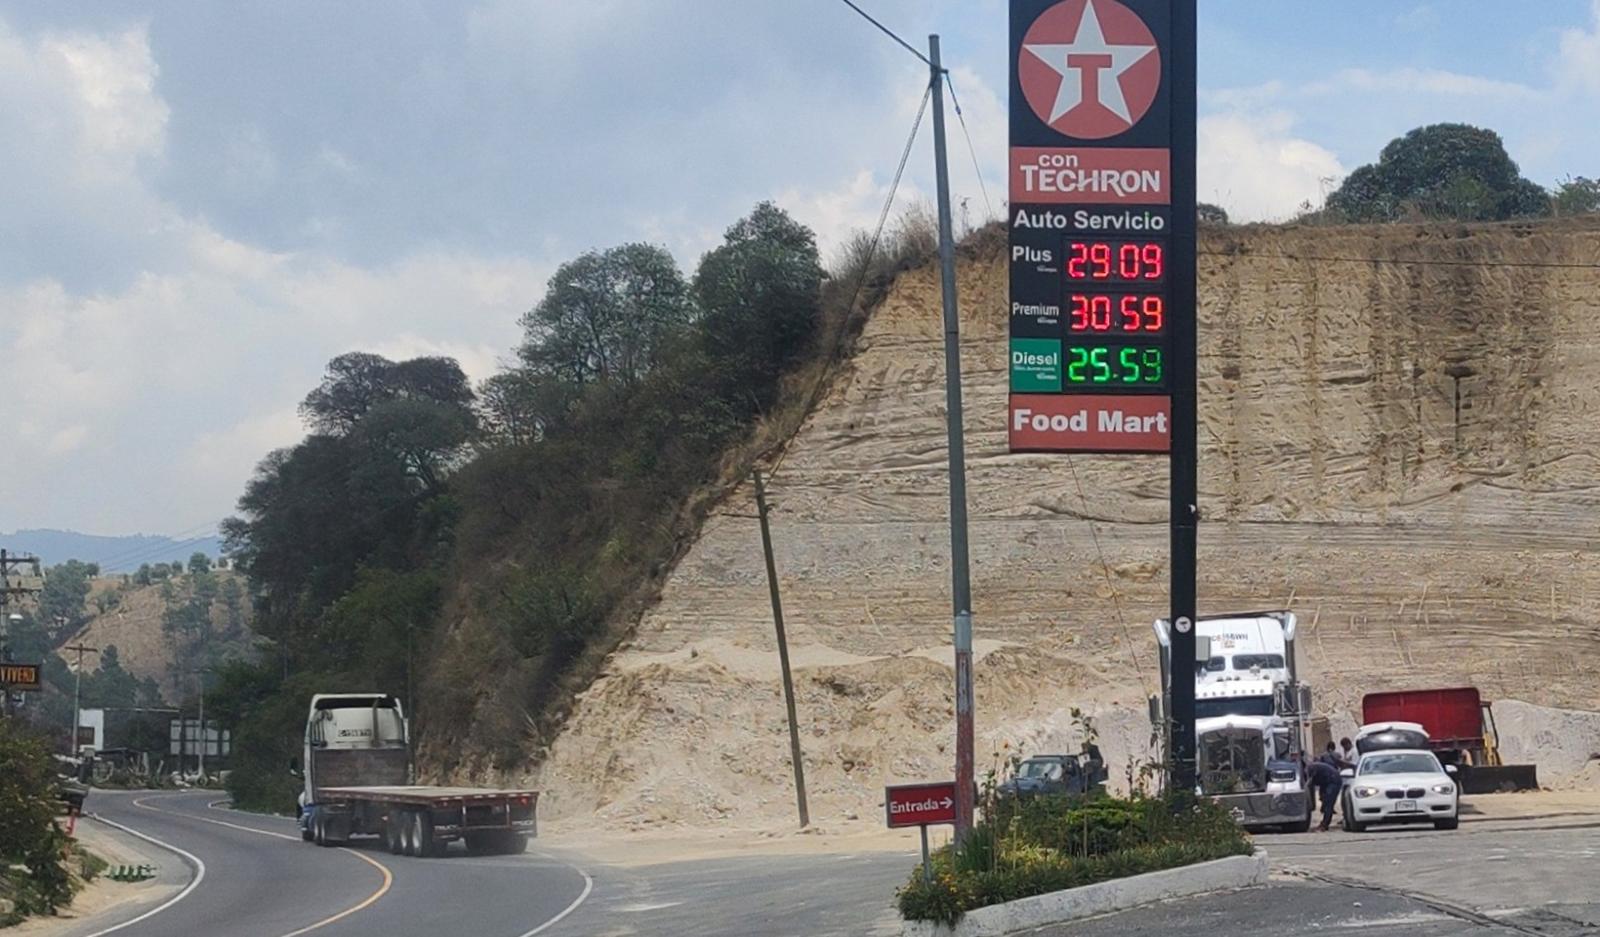 T
con
TECHRON
Auto Servicio
Plus 29.09
Premium 30.59
Diesel 25.59
Food Mart
Entrada→